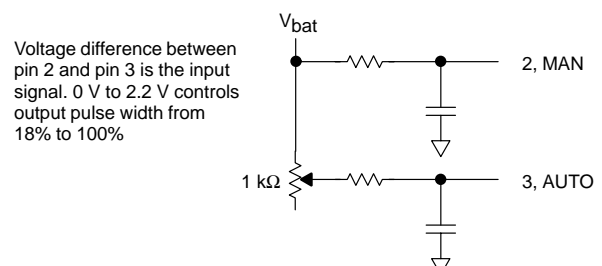 V_bat
Voltage difference between
pin 2 and pin 3 is the input
signal. 0 V to 2.2 V controls
output pulse width from
18% to 100%
2, MAN
1 kΩ
3, AUTO